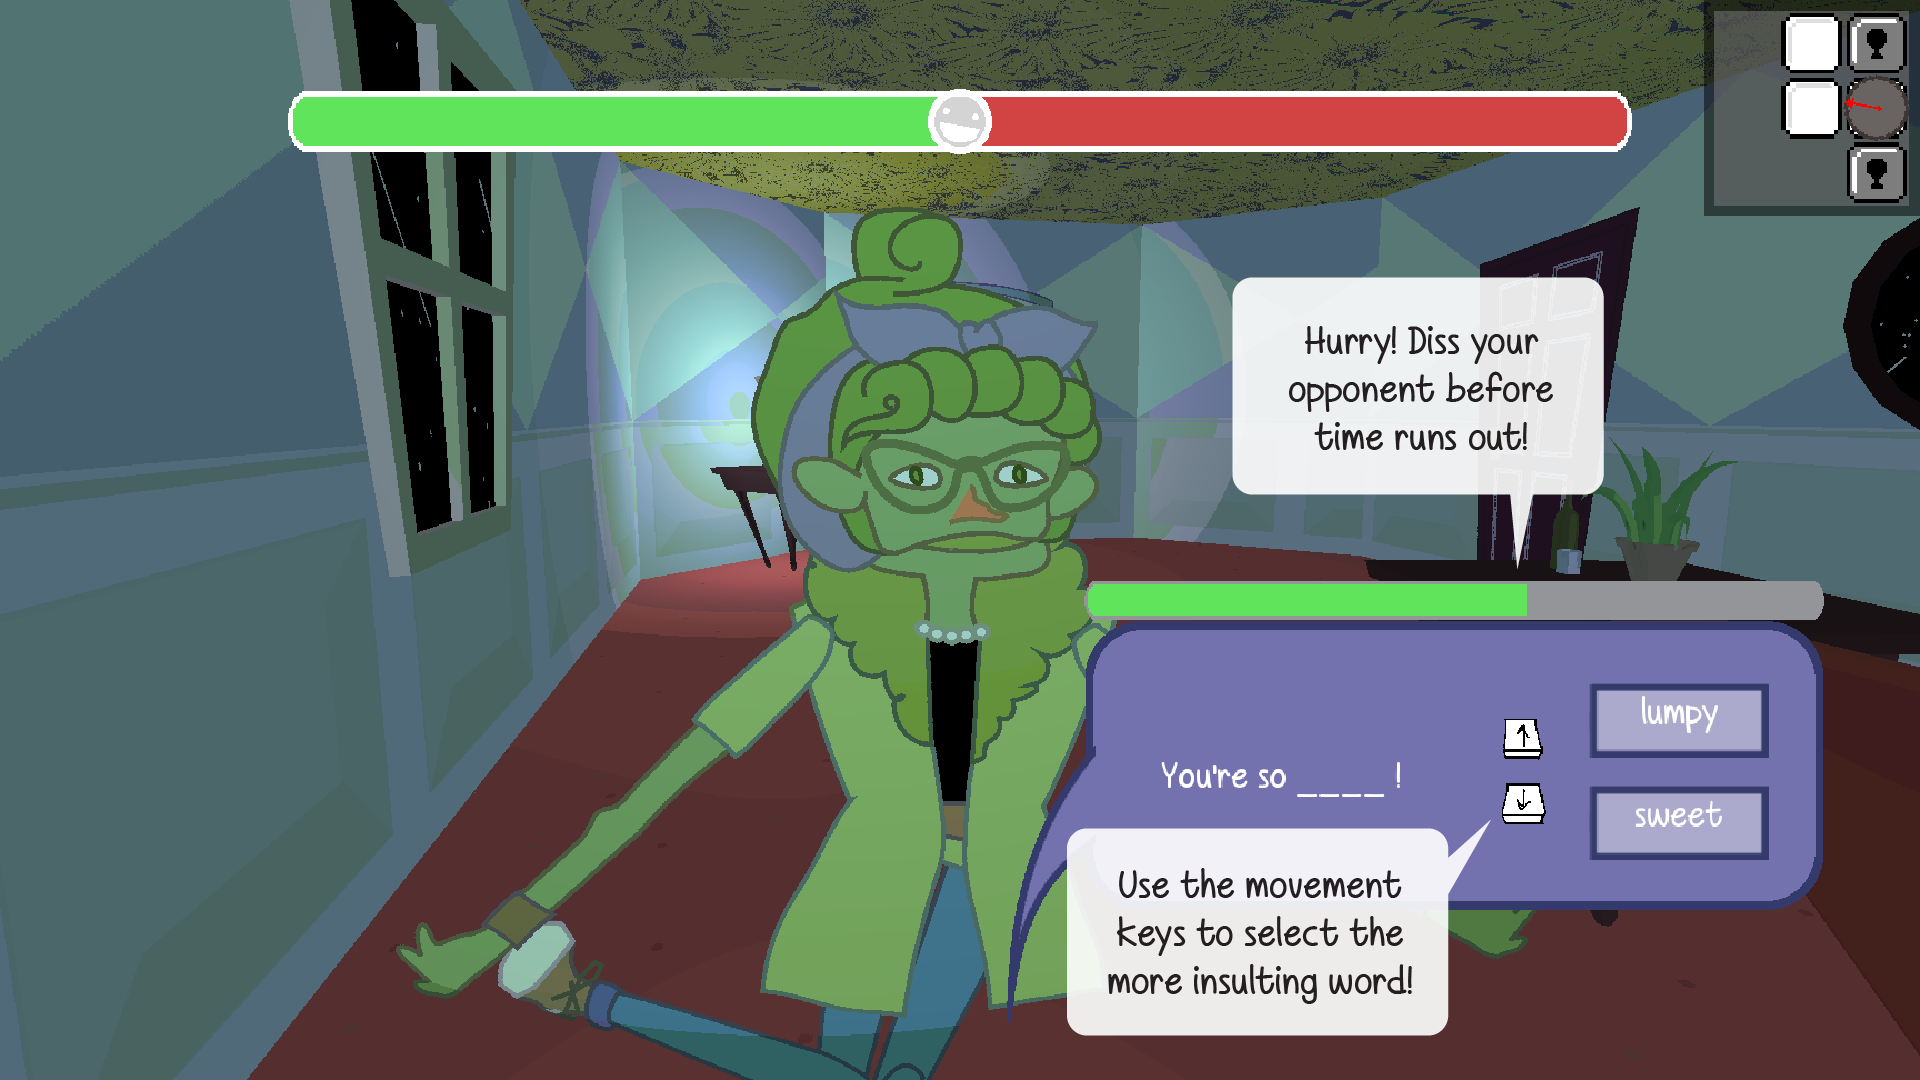 Hurry! Diss your
opponent before
time runs out!
You're so ____ !
↑
↓
lumpy
sweet
Use the movement
keys to select the
more insulting word!